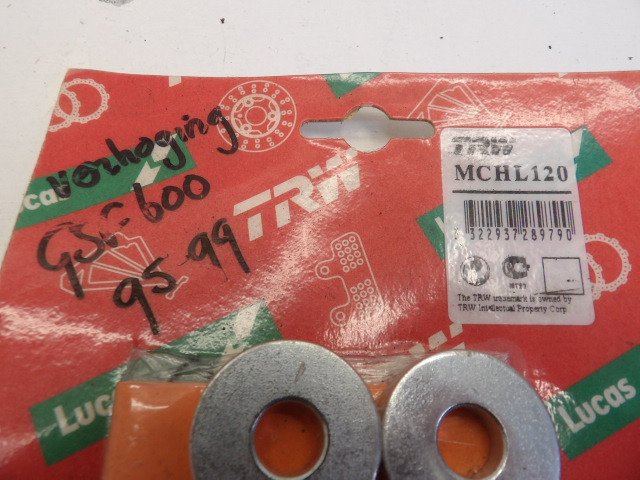 verhoging
GSF 600
95-99
TRW
TRW
MCHL120
3322937289790
The TRW trademark is owned by
TRW Intellectual Property Corp
cas
Lucas
Lucas